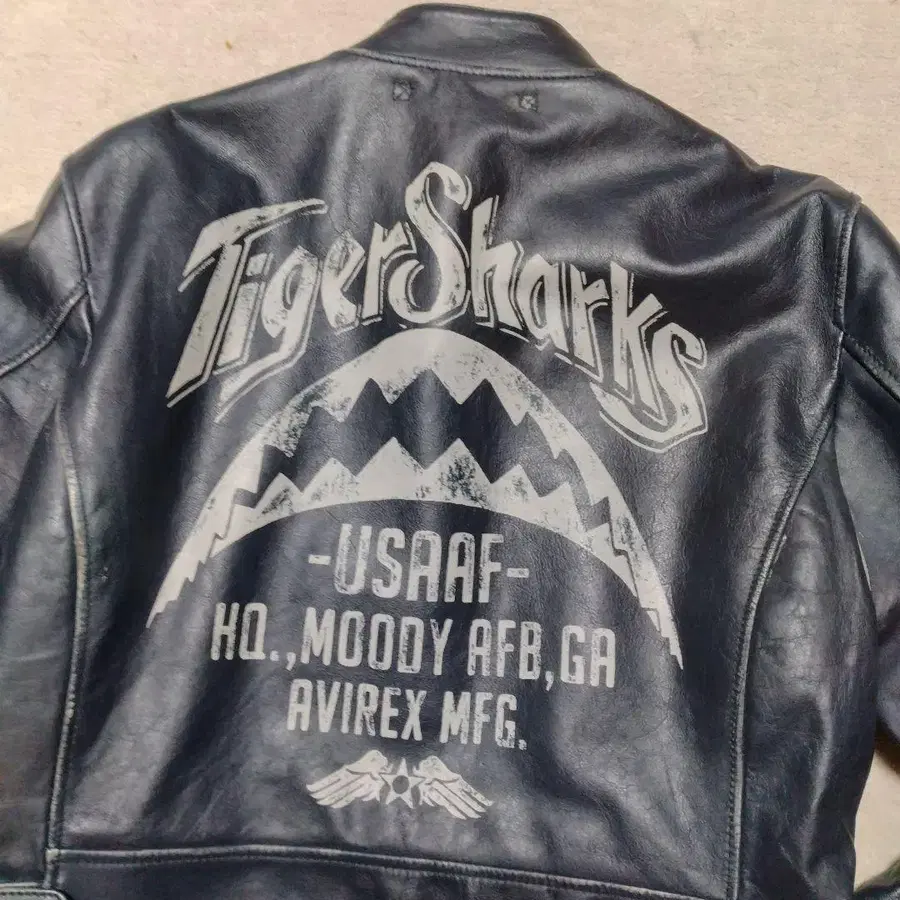 TigerSharks
-USAAF-
HQ.,MOODY AFB,GA
AVIREX MFG.